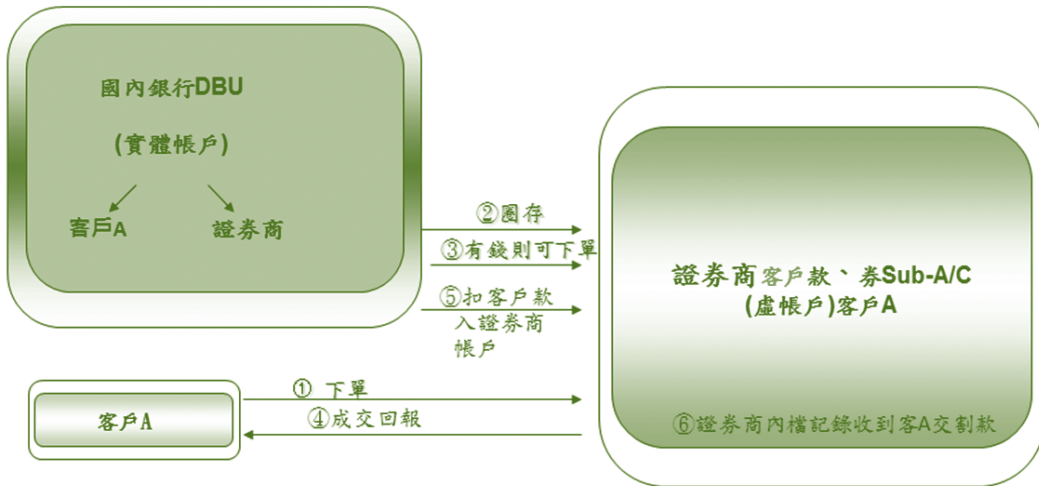 國內銀行DBU
(實體帳戶)
客戶A
證券商
②圈存
③有錢則可下單
⑤扣客戶款
入證券商
帳戶
證券商客戶款、券Sub-A/C
(虛帳戶)客戶A
① 下單
④成交回報
客戶A
⑥證券商內檔記錄收到客A交割款